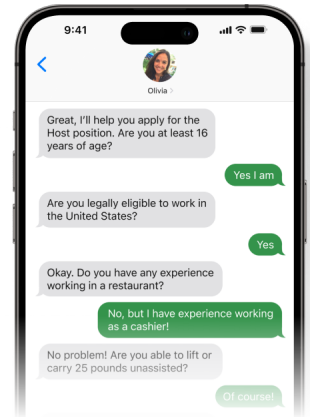 9:41
Olivia >
Great, I'll help you apply for the
Host position. Are you at least 16
years of age?
Yes I am
Are you legally eligible to work in
the United States?
Yes
Okay. Do you have any experience
working in a restaurant?
No, but I have experience working
as a cashier!
No problem! Are you able to lift or
carry 25 pounds unassisted?
Of course!